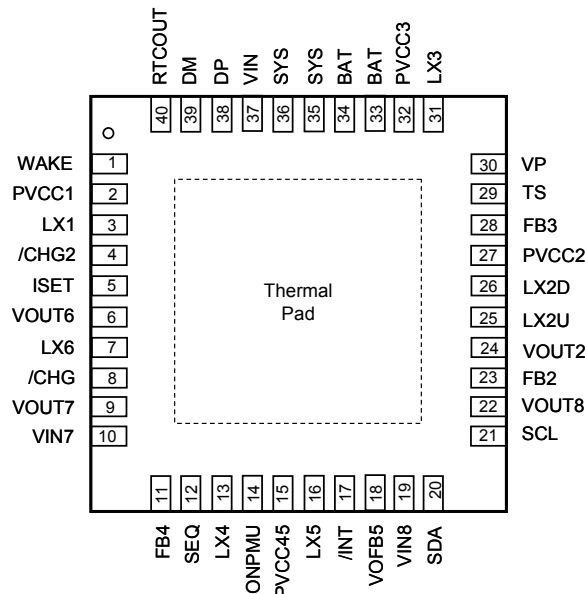 RTCOUT DM DP VIN SYS SYS BAT BAT PVCC3 LX3
40 39 38 37 36 35 34 33 32 31
WAKE 1
PVCC1 2
LX1 3
/CHG2 4
ISET 5
VOUT6 6
LX6 7
/CHG 8
VOUT7 9
VIN7 10
Thermal
Pad
30 VP
29 TS
28 FB3
27 PVCC2
26 LX2D
25 LX2U
24 VOUT2
23 FB2
22 VOUT8
21 SCL
11 12 13 14 15 16 17 18 19 20
FB4 SEQ LX4 ONPMU PVCC45 LX5 /INT VOFB5 VIN8 SDA